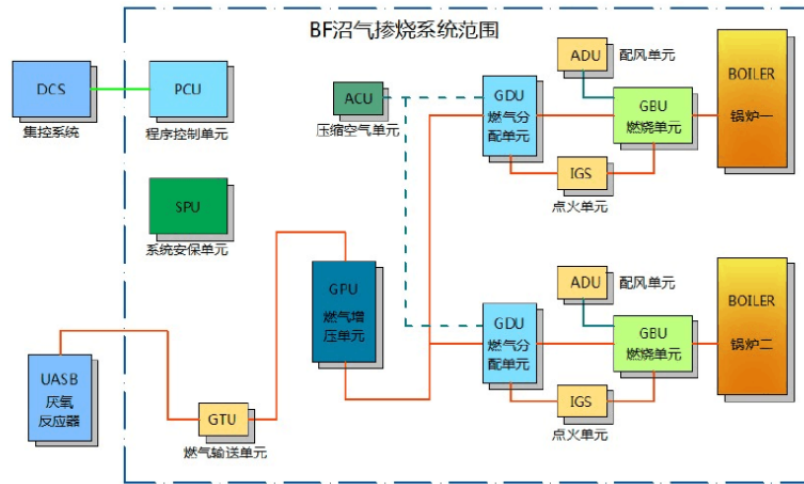 BF沼气掺烧系统范围
DCS
集控系统
PCU
程序控制单元
SPU
系统安保单元
ACU
压缩空气单元
GDU
燃气分
配单元
ADU
配风单元
GBU
燃烧单元
IGS
点火单元
BOILER
锅炉一
GPU
燃气增
压单元
GDU
燃气分
配单元
ADU
配风单元
GBU
燃烧单元
IGS
点火单元
BOILER
锅炉二
UASB
厌氧
反应器
GTU
燃气输送单元